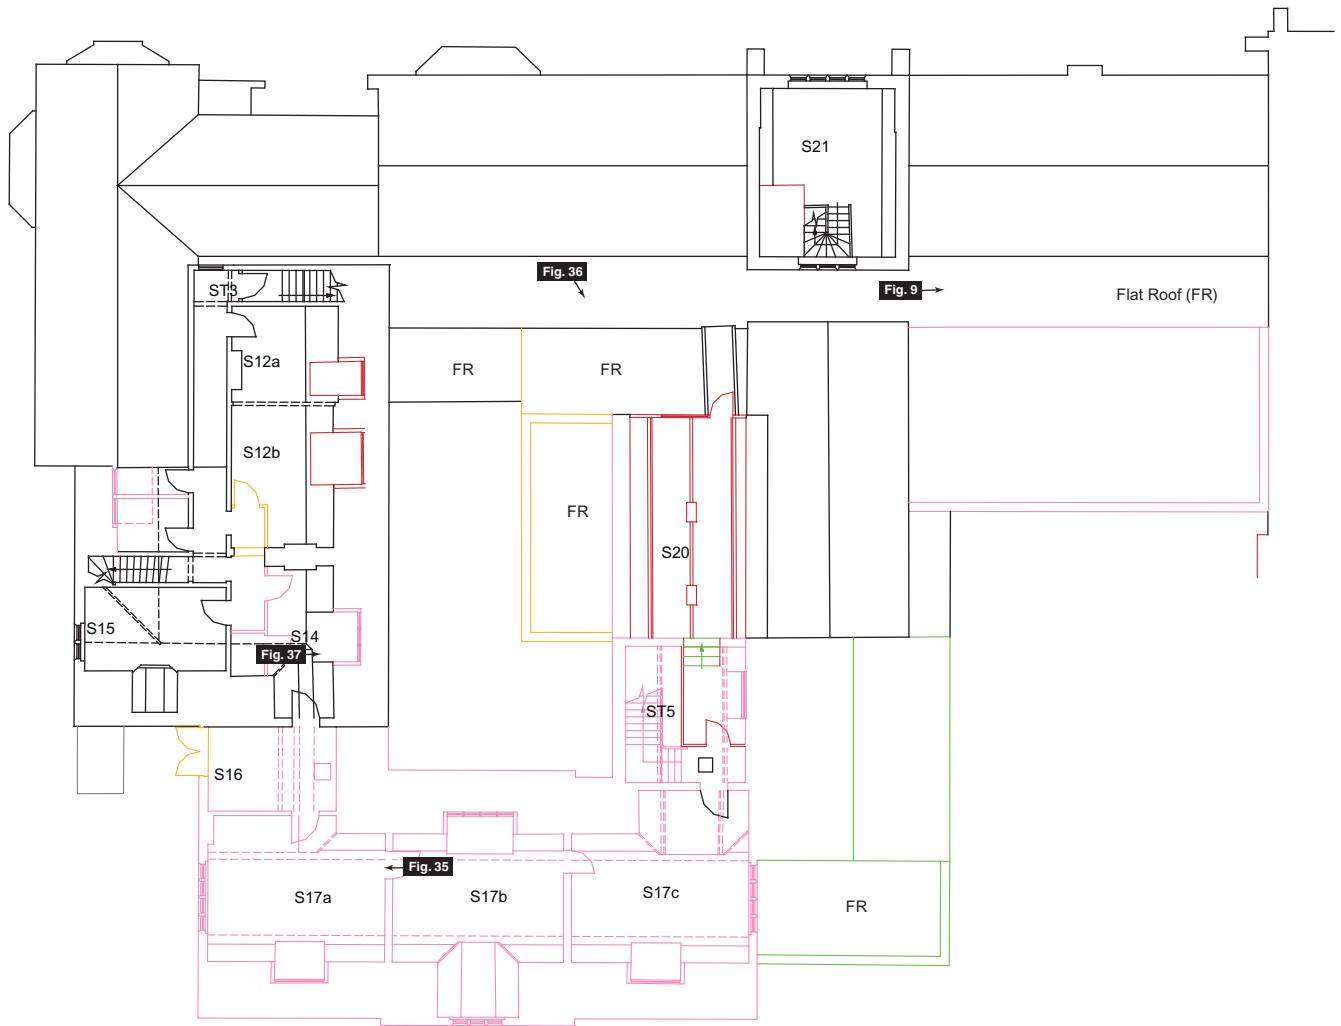 S21
Fig. 36
ST3
Fig. 9
Flat Roof (FR)
S12a
FR
FR
S12b
FR
S20
S15
S14
Fig. 37
ST5
S16
Fig. 35
S17a
S17b
S17c
FR